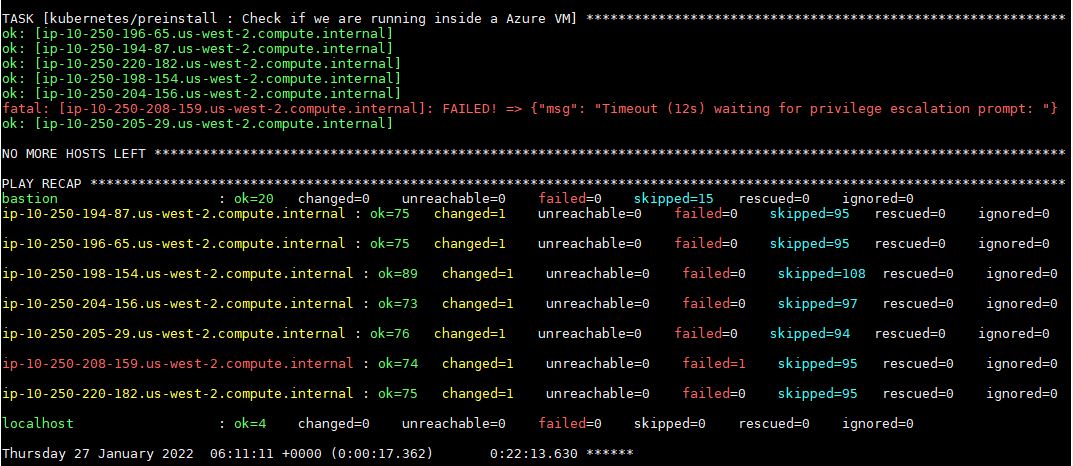 TASK [kubernetes/preinstall : Check if we are running inside a Azure VM] ************************************************************
ok: [ip-10-250-196-65.us-west-2.compute.internal]
ok: [ip-10-250-194-87.us-west-2.compute.internal]
ok: [ip-10-250-220-182.us-west-2.compute.internal]
ok: [ip-10-250-198-154.us-west-2.compute.internal]
ok: [ip-10-250-204-156.us-west-2.compute.internal]
fatal: [ip-10-250-208-159.us-west-2.compute.internal]: FAILED! => {"msg": "Timeout (12s) waiting for privilege escalation prompt: "}
ok: [ip-10-250-205-29.us-west-2.compute.internal]
NO MORE HOSTS LEFT ******************************************************************************************************************
PLAY RECAP **************************************************************************************************************************
bastion                    : ok=20   changed=0    unreachable=0    failed=0    skipped=15   rescued=0    ignored=0
ip-10-250-194-87.us-west-2.compute.internal : ok=75   changed=1    unreachable=0    failed=0    skipped=95   rescued=0    ignored=0
ip-10-250-196-65.us-west-2.compute.internal : ok=75   changed=1    unreachable=0    failed=0    skipped=95   rescued=0    ignored=0
ip-10-250-198-154.us-west-2.compute.internal : ok=89   changed=1    unreachable=0    failed=0    skipped=108  rescued=0    ignored=0
ip-10-250-204-156.us-west-2.compute.internal : ok=73   changed=1    unreachable=0    failed=0    skipped=97   rescued=0    ignored=0
ip-10-250-205-29.us-west-2.compute.internal : ok=76   changed=1    unreachable=0    failed=0    skipped=94   rescued=0    ignored=0
ip-10-250-208-159.us-west-2.compute.internal : ok=74   changed=1    unreachable=0    failed=1    skipped=95   rescued=0    ignored=0
ip-10-250-220-182.us-west-2.compute.internal : ok=75   changed=1    unreachable=0    failed=0    skipped=95   rescued=0    ignored=0
localhost                  : ok=4    changed=0    unreachable=0    failed=0    skipped=0    rescued=0    ignored=0
Thursday 27 January 2022  06:11:11 +0000 (0:00:17.362)       0:22:13.630 ******